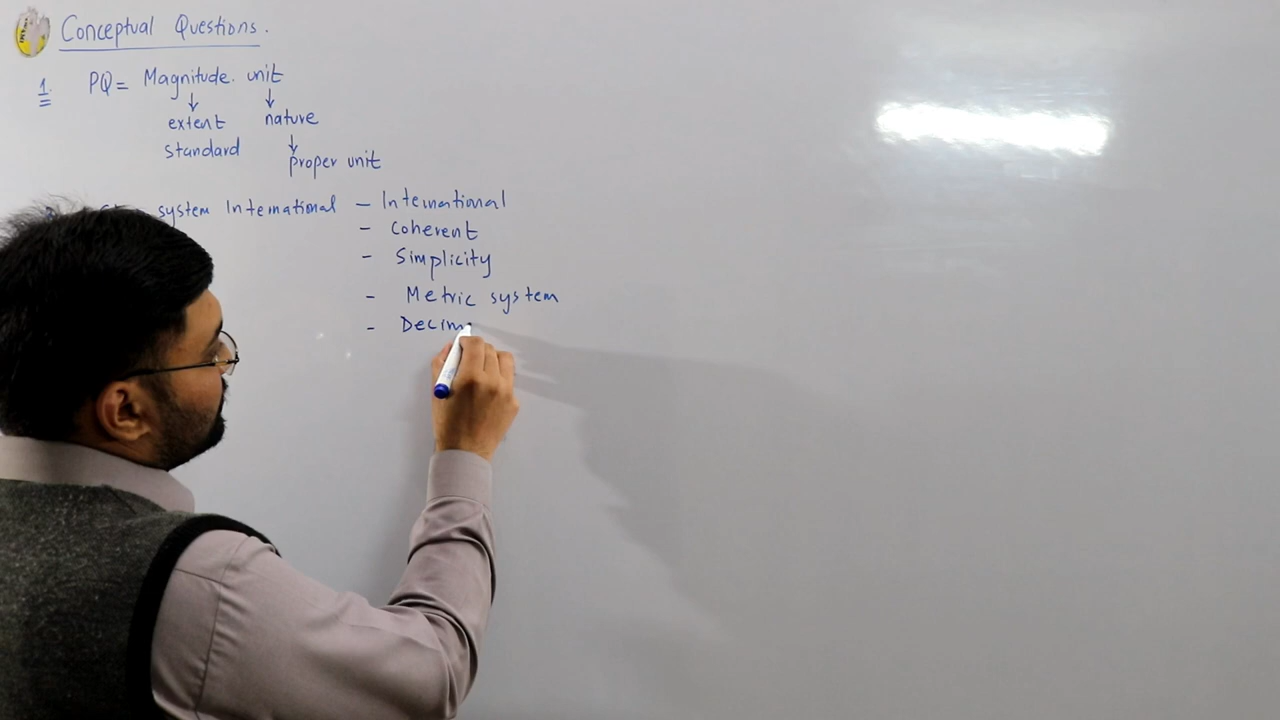 Conceptual Questions.
1. PQ = Magnitude. unit
extent nature
standard
proper unit
system International – International
- Coherent
- Simplicity
- Metric system
- Decim